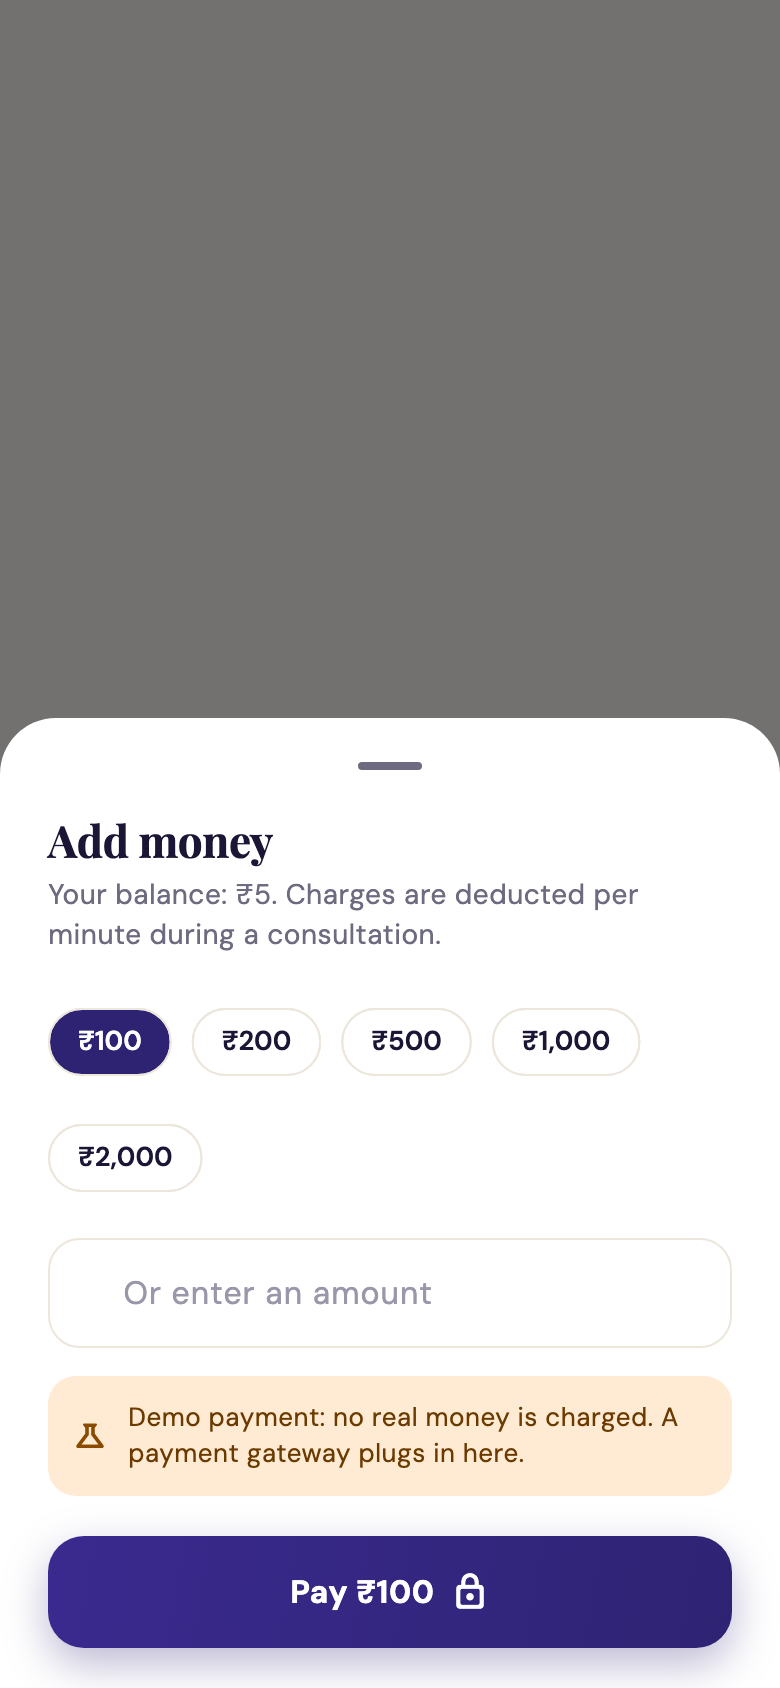 Add money
Your balance: ₹5. Charges are deducted per
minute during a consultation.
₹100 ₹200 ₹500 ₹1,000
₹2,000
Or enter an amount
Demo payment: no real money is charged. A
payment gateway plugs in here.
Pay ₹100